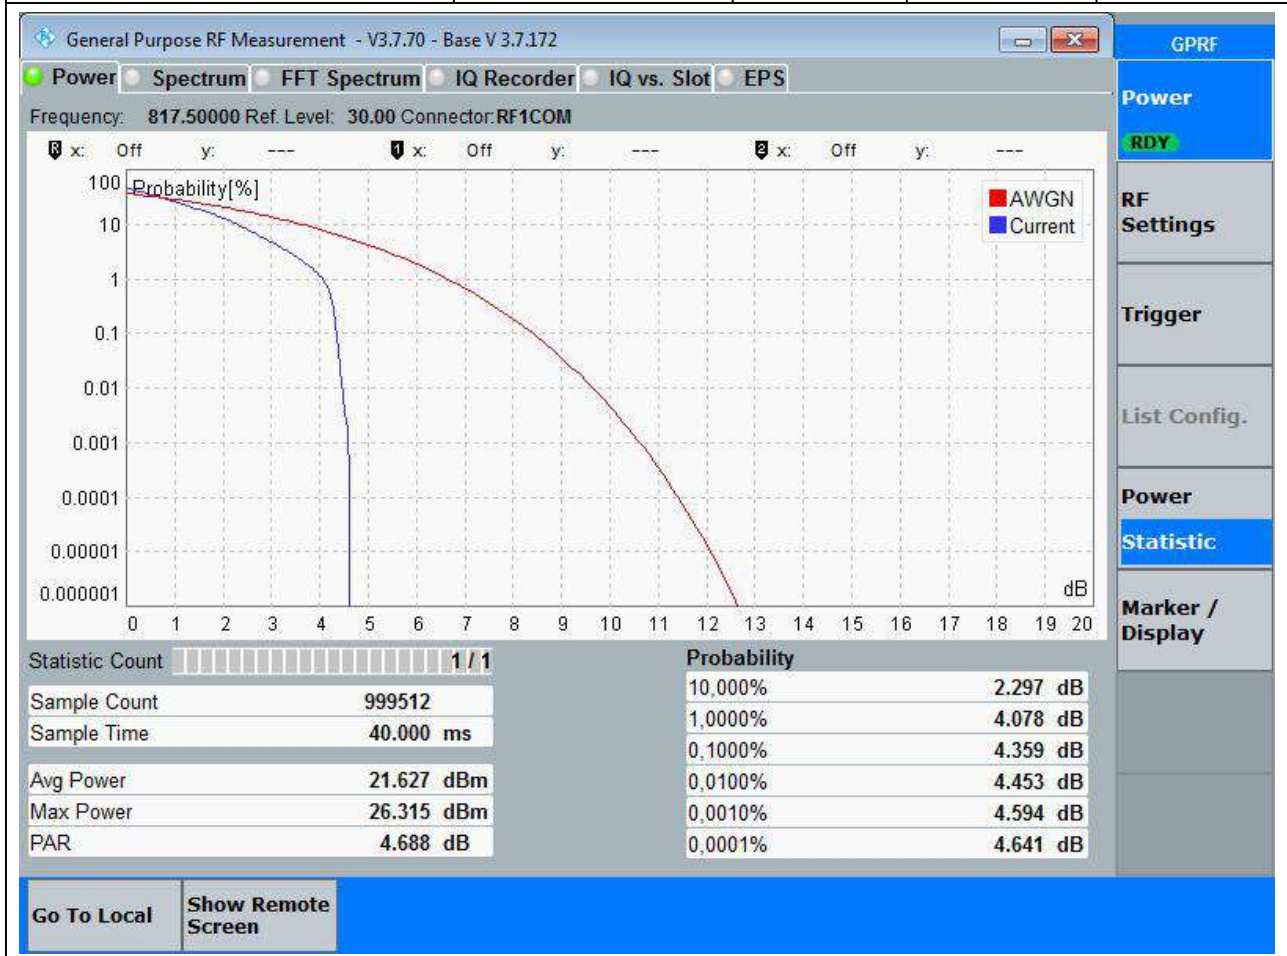 General Purpose RF Measurement - V3.7.70 - Base V 3.7.172
GPRF
Power Spectrum FFT Spectrum IQ Recorder IQ vs. Slot EPS
Frequency: 817.50000 Ref. Level: 30.00 Connector: RF1COM
R x: Off y: --- 1 x: Off y: --- 2 x: Off y: ---
Probability[%]
AWGN
Current
100
10
1
0.1
0.01
0.001
0.0001
0.00001
0.000001
dB
0 1 2 3 4 5 6 7 8 9 10 11 12 13 14 15 16 17 18 19 20
Statistic Count 1 / 1
Sample Count 999512
Sample Time 40.000 ms
Avg Power 21.627 dBm
Max Power 26.315 dBm
PAR 4.688 dB
Probability
10,000% 2.297 dB
1,0000% 4.078 dB
0,1000% 4.359 dB
0,0100% 4.453 dB
0,0010% 4.594 dB
0,0001% 4.641 dB
Power
RDY
RF
Settings
Trigger
List Config.
Power
Statistic
Marker /
Display
Go To Local
Show Remote
Screen